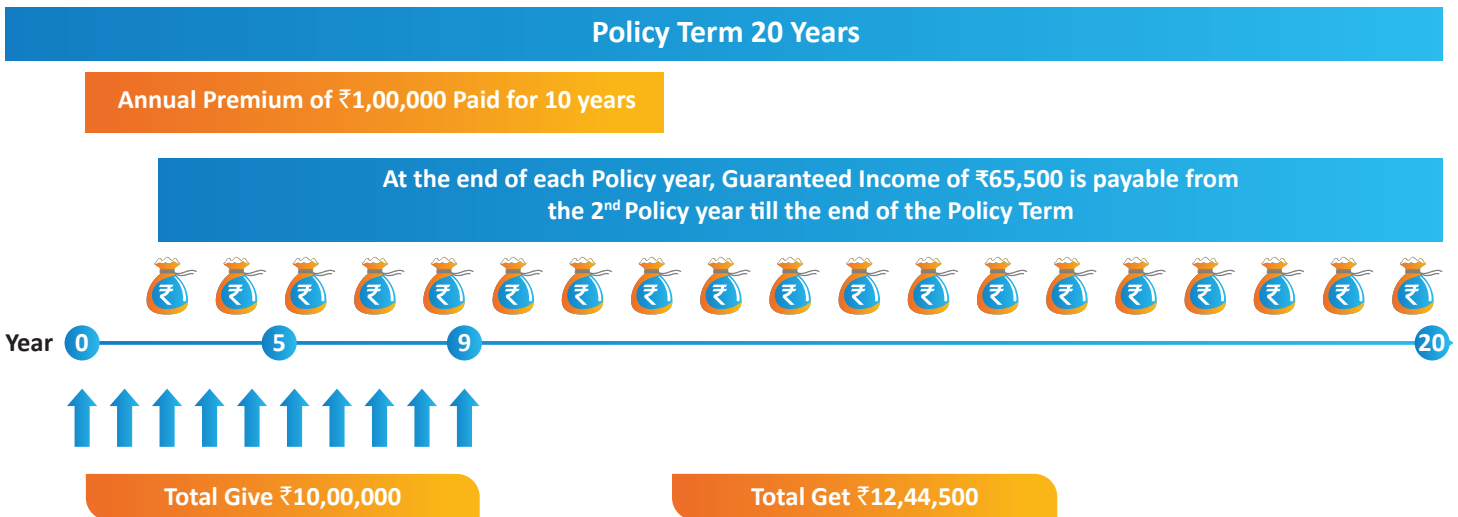 Policy Term 20 Years
Annual Premium of ₹1,00,000 Paid for 10 years
At the end of each Policy year, Guaranteed Income of ₹65,500 is payable from
the 2nd Policy year till the end of the Policy Term
₹ ₹ ₹ ₹ ₹ ₹ ₹ ₹ ₹ ₹ ₹ ₹ ₹ ₹ ₹ ₹ ₹ ₹ ₹
Year 0 5 9 20
Total Give ₹10,00,000 Total Get ₹12,44,500